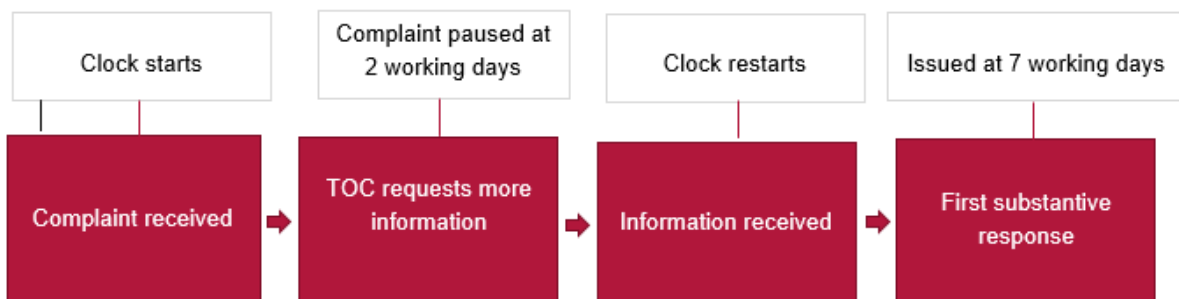 Clock starts
Complaint paused at
2 working days
Clock restarts
Issued at 7 working days
Complaint received
TOC requests more
information
Information received
First substantive
response